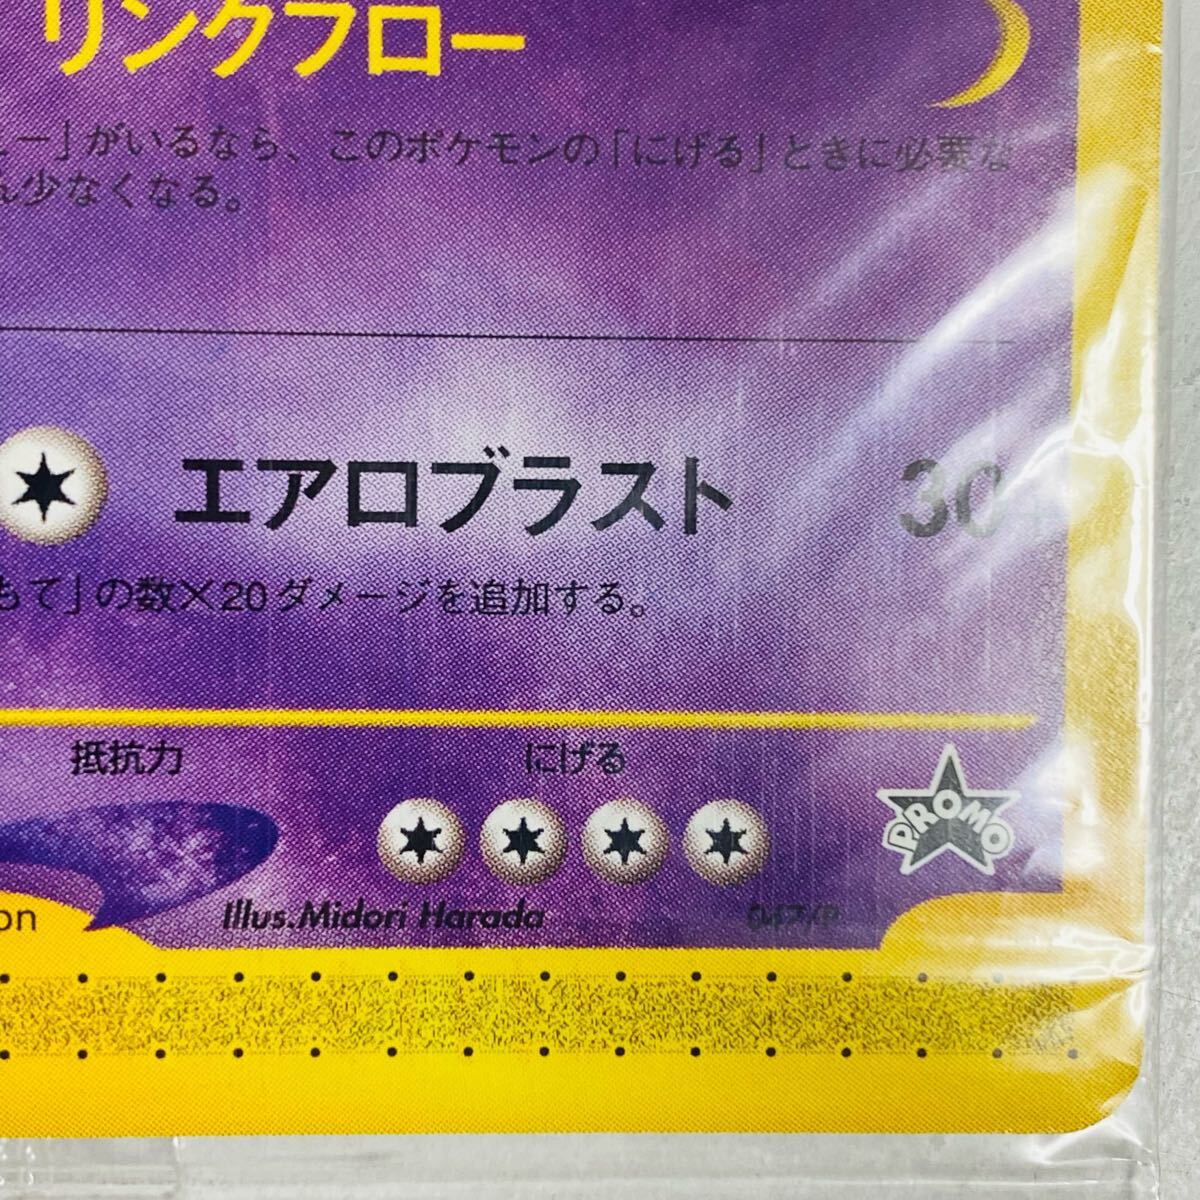 リンクフロー
ュー」がいるなら、このポケモンの「にげる」ときに必要な
ん少なくなる。
エアロブラスト 30+
もて」の数×20ダメージを追加する。
抵抗力 にげる
PROMO
on Illus.Midori Harada 047/P